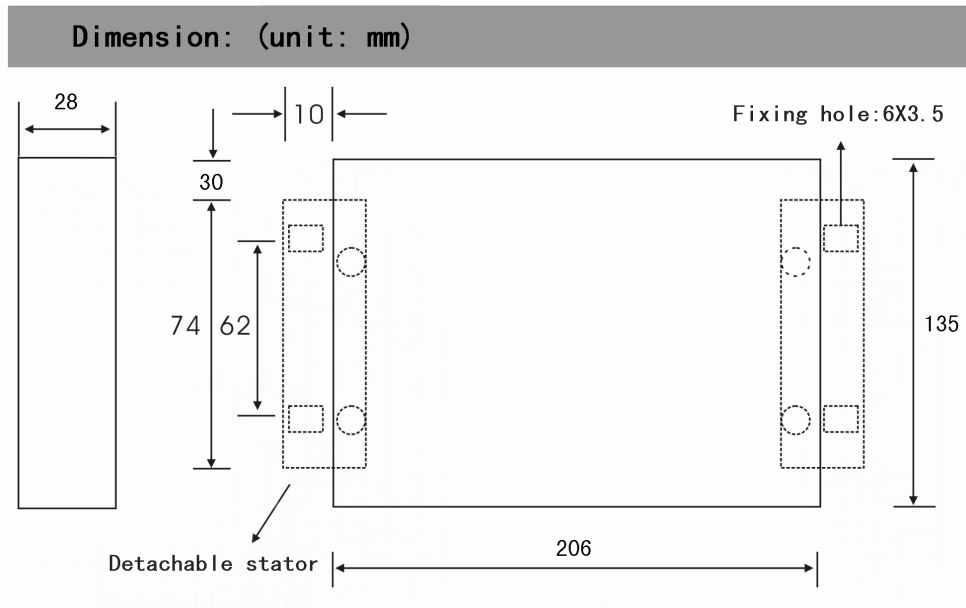 Dimension: (unit: mm)
28
10
Fixing hole:6X3.5
30
74
62
135
206
Detachable stator